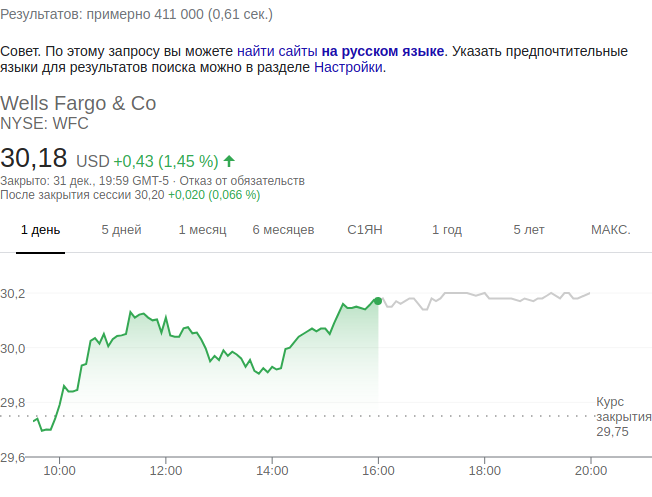 Результатов: примерно 411 000 (0,61 сек.)
Совет. По этому запросу вы можете найти сайты на русском языке. Указать предпочтительные
языки для результатов поиска можно в разделе Настройки.
Wells Fargo & Co
NYSE: WFC
30,18 USD +0,43 (1,45 %)
Закрыто: 31 дек., 19:59 GMT-5 · Отказ от обязательств
После закрытия сессии 30,20 +0,020 (0,066 %)
1 день 5 дней 1 месяц 6 месяцев С1ЯН 1 год 5 лет МАКС.
30,2
30,0
29,8
Курс
закрытия
29,75
29,6
10:00 12:00 14:00 16:00 18:00 20:00